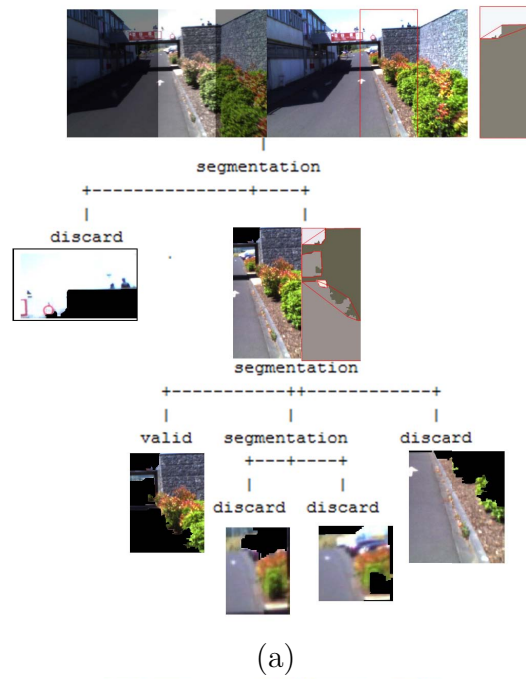 segmentation
discard
segmentation
valid segmentation discard
discard discard
(a)